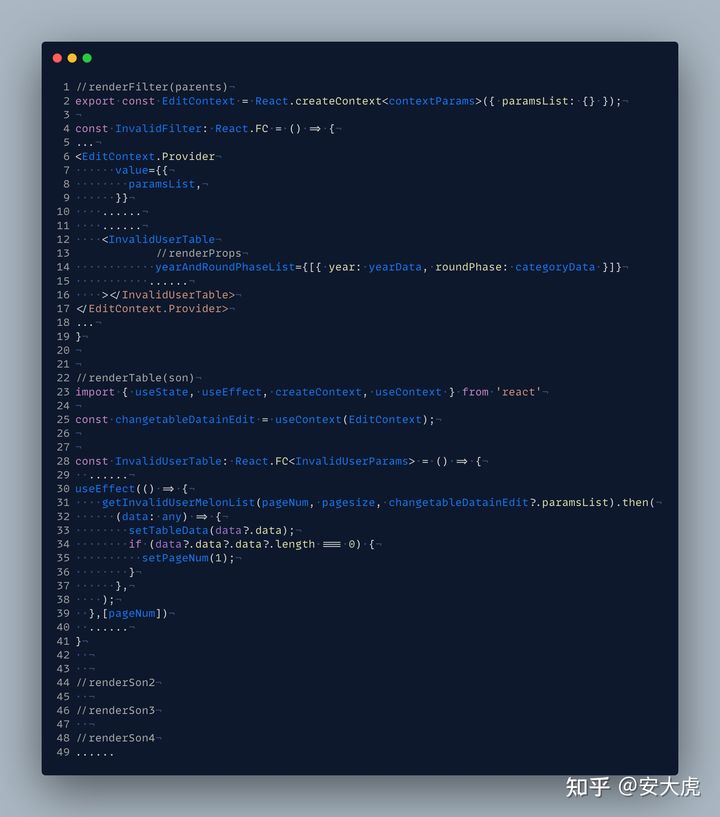 1 //renderFilter(parents)¬
2 export const EditContext = React.createContext<contextParams>({ paramsList: {} });¬
3 ¬
4 const InvalidFilter: React.FC = () => {¬
5 ...¬
6 <EditContext.Provider¬
7 ······value={{¬
8 ········paramsList,¬
9 ······}}¬
10 ····......¬
11 ····......¬
12 ····<InvalidUserTable¬
13 //renderProps¬
14 ············yearAndRoundPhaseList={[{ year: yearData, roundPhase: categoryData }]}¬
15 ···········......¬
16 ····></InvalidUserTable>¬
17 </EditContext.Provider>¬
18 ...¬
19 }¬
20 ¬
21 ¬
22 //renderTable(son)¬
23 import { useState, useEffect, createContext, useContext } from 'react'¬
24 ¬
25 const changetableDatainEdit = useContext(EditContext);¬
26 ¬
27 ¬
28 const InvalidUserTable: React.FC<InvalidUserParams> = () => {¬
29 ··......¬
30 useEffect(() => {¬
31 ····getInvalidUserMelonList(pageNum, pagesize, changetableDatainEdit?.paramsList).then(¬
32 ······(data: any) => {¬
33 ········setTableData(data?.data);¬
34 ········if (data?.data?.data?.length === 0) {¬
35 ··········setPageNum(1);¬
36 ········}¬
37 ······},¬
38 ····);¬
39 ··},[pageNum])¬
40 ··......¬
41 }¬
42 ··¬
43 ··¬
44 //renderSon2¬
45 ··¬
46 //renderSon3¬
47 ··¬
48 //renderSon4¬
49 ......
知乎 @安大虎